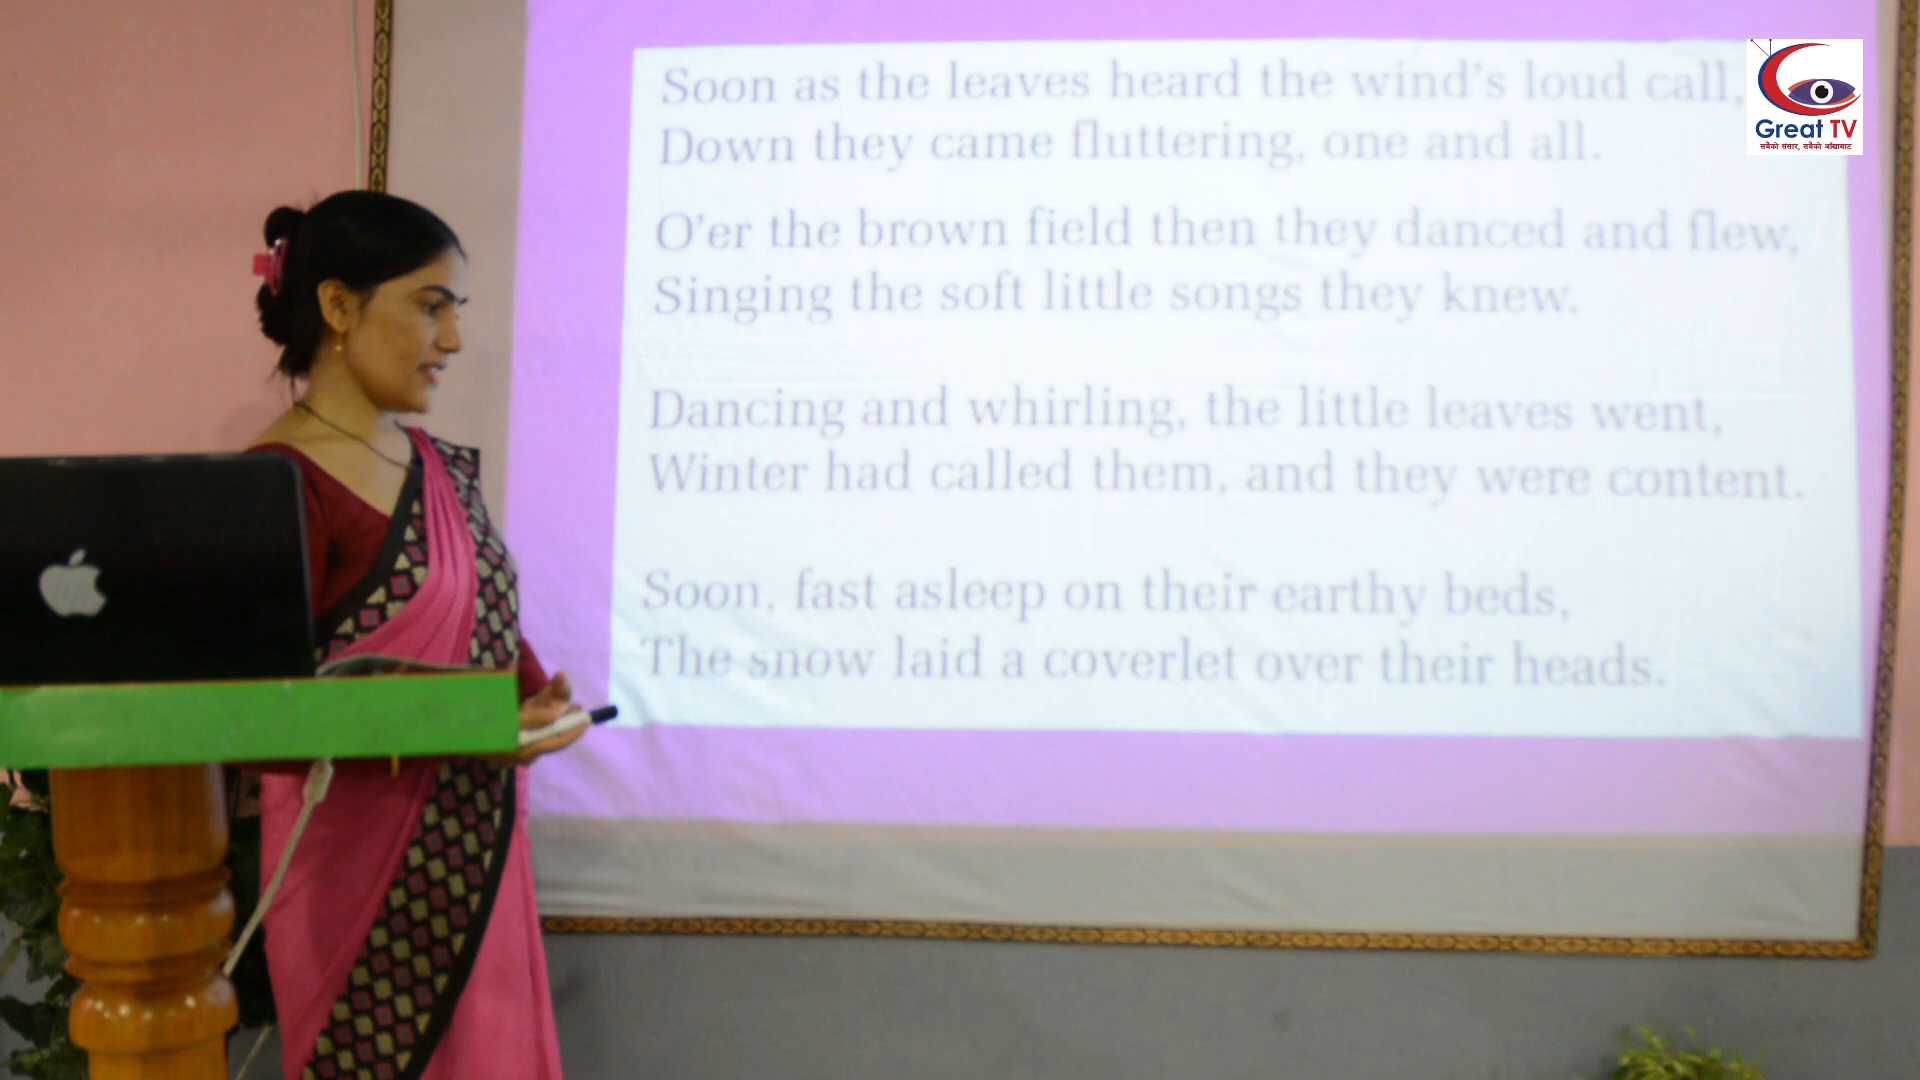 Soon as the leaves heard the wind's loud call,
Down they came fluttering, one and all.
O'er the brown field then they danced and flew,
Singing the soft little songs they knew.
Dancing and whirling, the little leaves went,
Winter had called them, and they were content.
Soon, fast asleep on their earthy beds,
The snow laid a coverlet over their heads.
Great TV
सबैको संसार, सबैको आँखाबाट
hp